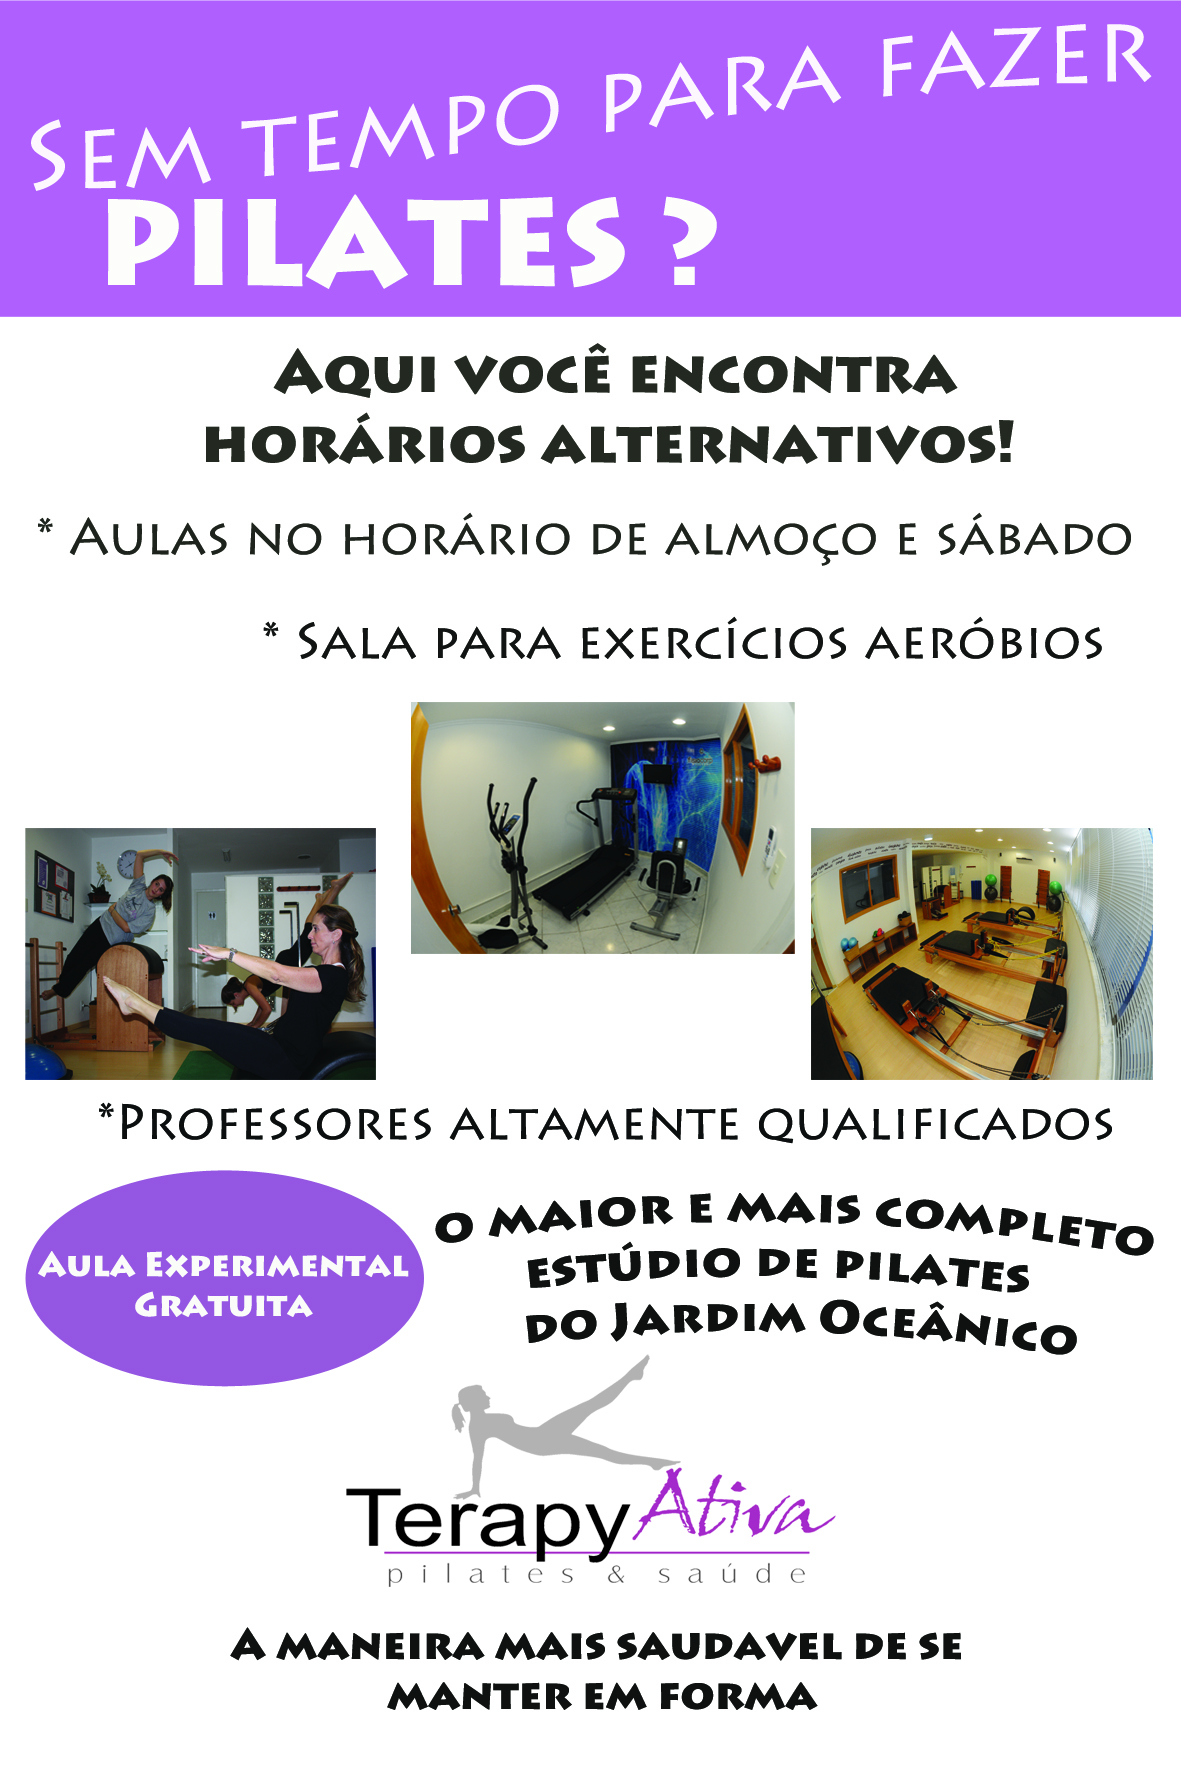 Sem tempo para fazer
PILATES ?
Aqui você encontra
horários alternativos!
* Aulas no horário de almoço e sábado
* Sala para exercícios aeróbios
*Professores altamente qualificados
Aula Experimental
Gratuita
o maior e mais completo
estúdio de pilates
do Jardim Oceânico
TerapyAtiva
pilates & saúde
A maneira mais saudavel de se
manter em forma